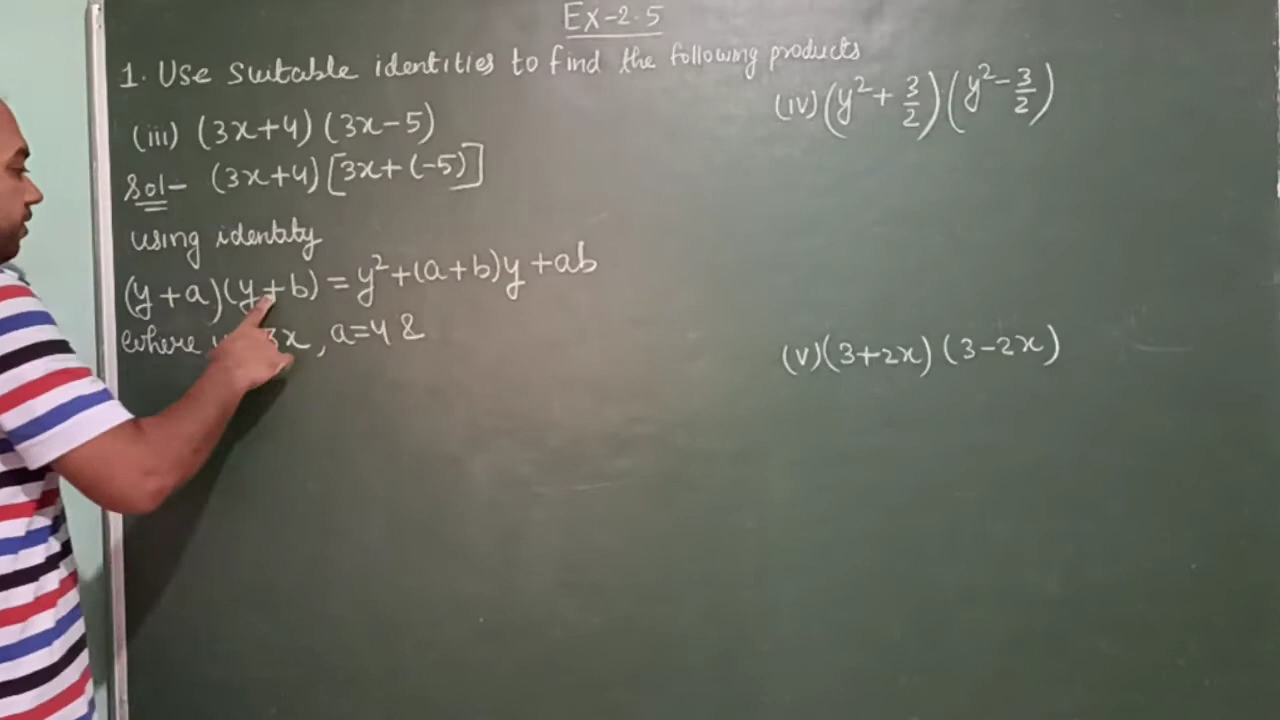 Ex-2.5
1. Use suitable identities to find the following products
(iii) (3x+4) (3x-5)
Sol- (3x+4) [3x+(-5)]
using identity
(y+a)(y+b) = y²+(a+b)y+ab
where 3x, a=4 &
(iv) (y²+ 3/2) (y²- 3/2)
(v) (3+2x) (3-2x)